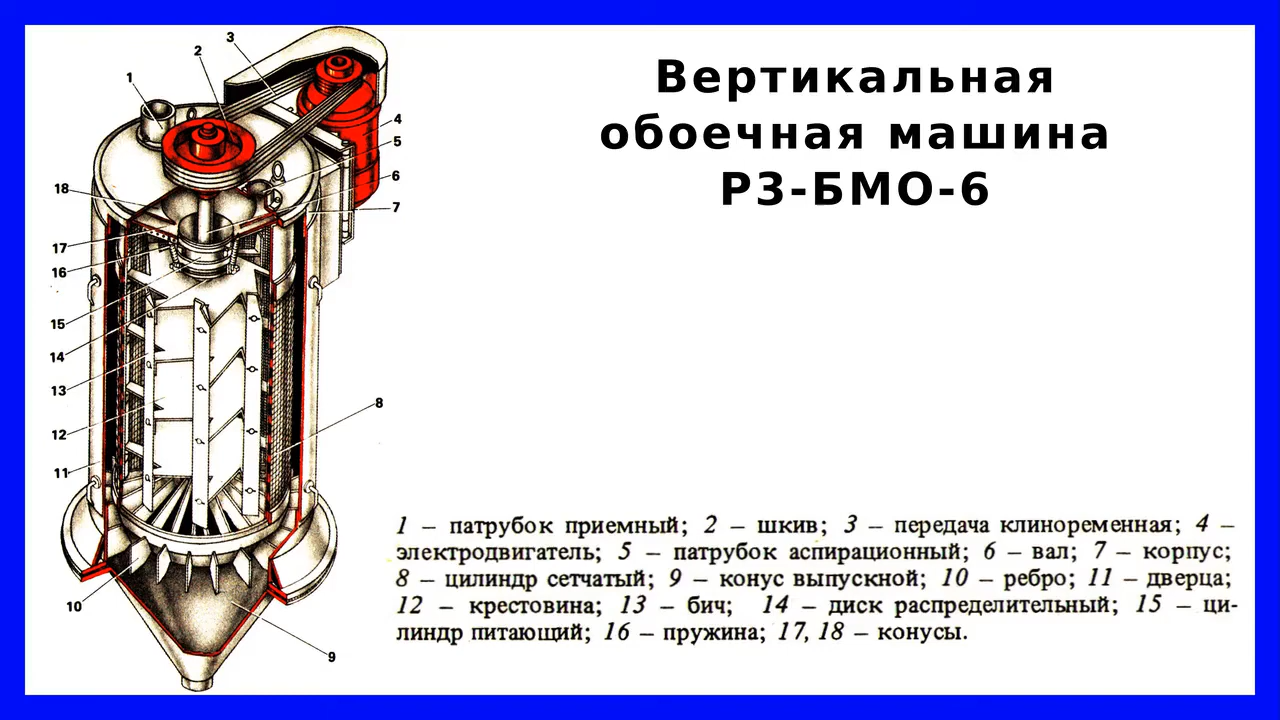 Вертикальная
обоечная машина
РЗ-БМО-6
3
2
1
4
5
6
18
7
17
16
15
14
13
8
12
11
10
9
1 – патрубок приемный; 2 – шкив; 3 – передача клиноременная; 4 –
электродвигатель; 5 – патрубок аспирационный; 6 – вал; 7 – корпус;
8 – цилиндр сетчатый; 9 – конус выпускной; 10 – ребро; 11 – дверца;
12 – крестовина; 13 – бич; 14 – диск распределительный; 15 – ци-
линдр питающий; 16 – пружина; 17, 18 – конусы.